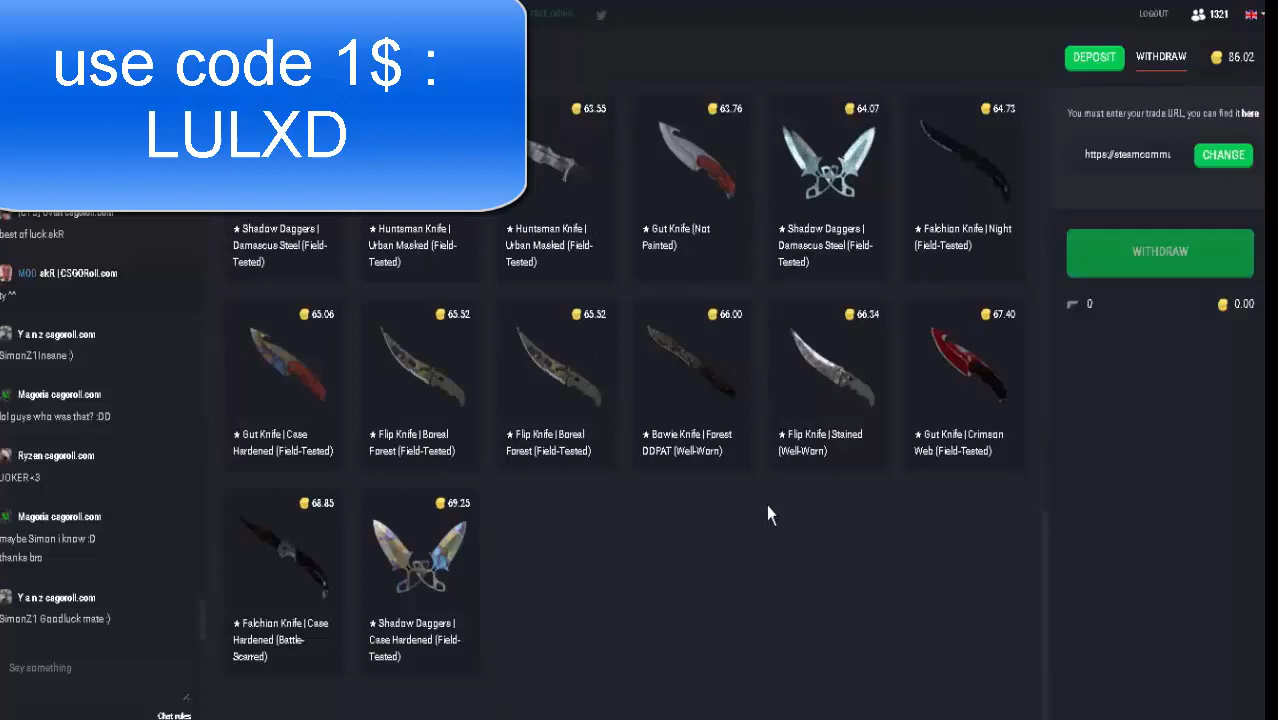 use code 1$ :
LULXD
LOGOUT
1321
DEPOSIT
WITHDRAW
86.02
You must enter your trade URL, you can find it here
https://steamcommu
CHANGE
WITHDRAW
0
0.00
63.55
63.76
64.07
64.73
★ Shadow Daggers |
Damascus Steel (Field-
Tested)
★ Huntsman Knife |
Urban Masked (Field-
Tested)
★ Huntsman Knife |
Urban Masked (Field-
Tested)
★ Gut Knife (Not
Painted)
★ Shadow Daggers |
Damascus Steel (Field-
Tested)
★ Falchion Knife | Night
(Field-Tested)
65.06
65.52
65.52
66.00
66.34
67.40
★ Gut Knife | Case
Hardened (Field-Tested)
★ Flip Knife | Boreal
Forest (Field-Tested)
★ Flip Knife | Boreal
Forest (Field-Tested)
★ Bowie Knife | Forest
DDPAT (Well-Worn)
★ Flip Knife | Stained
(Well-Worn)
★ Gut Knife | Crimson
Web (Field-Tested)
68.85
69.25
★ Falchion Knife | Case
Hardened (Battle-
Scarred)
★ Shadow Daggers |
Case Hardened (Field-
Tested)
best of luck skR
MOD skR | CSGORoll.com
ty ^^
Y a n z csgoroll.com
SimonZ1 Insane :)
Magoria csgoroll.com
lol guys who was that? :DD
Ryzen csgoroll.com
JOKER <3
Magoria csgoroll.com
maybe Simon i know :D
thanks bro
Y a n z csgoroll.com
SimonZ1 Goodluck mate :)
Say something
Chat rules